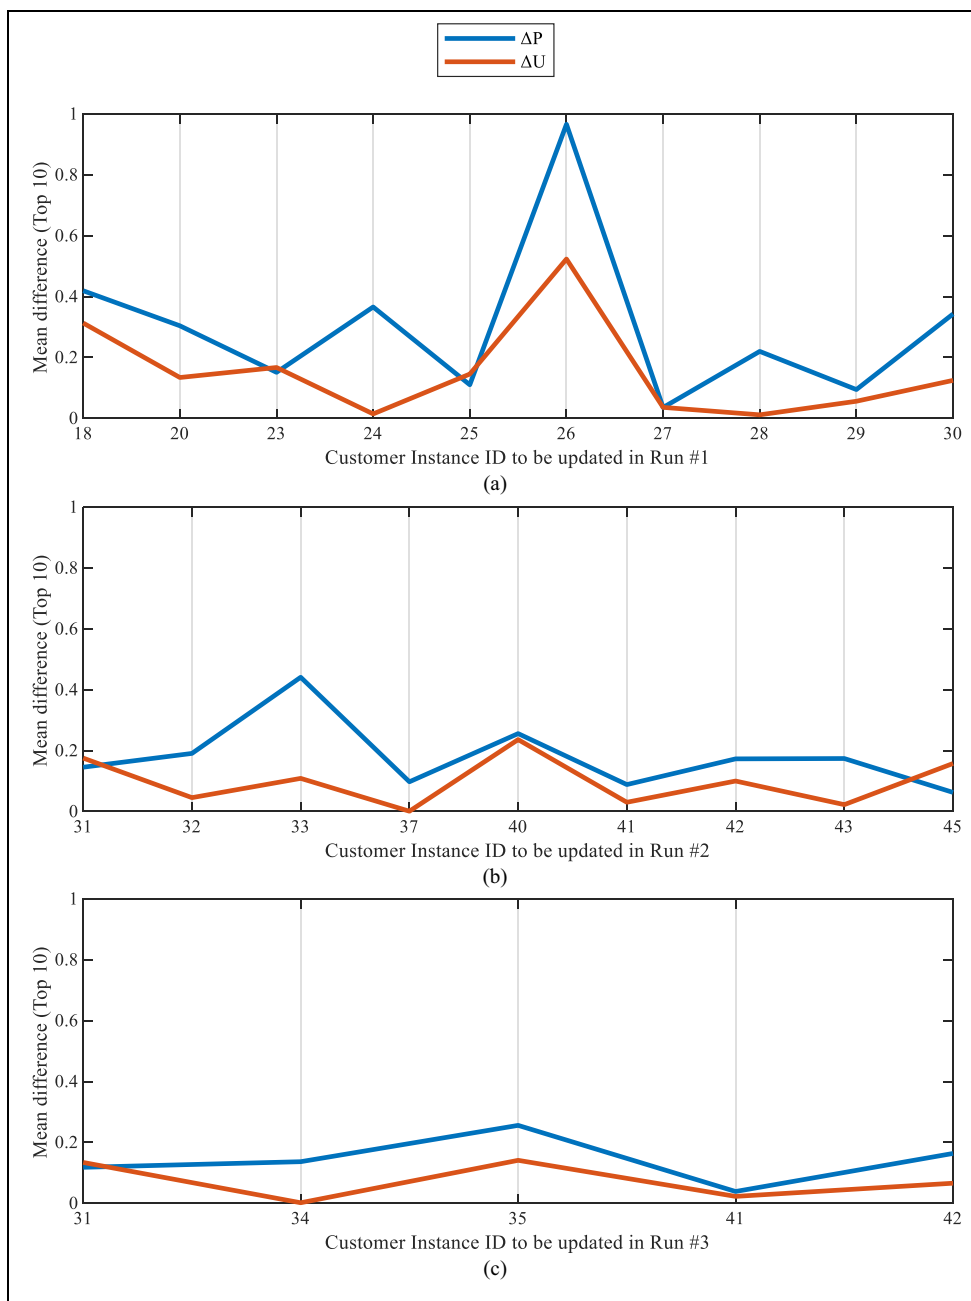 ΔP
ΔU
1
0.8
0.6
0.4
0.2
0
Mean difference (Top 10)
18 20 23 24 25 26 27 28 29 30
Customer Instance ID to be updated in Run #1
(a)
1
0.8
0.6
0.4
0.2
0
Mean difference (Top 10)
31 32 33 37 40 41 42 43 45
Customer Instance ID to be updated in Run #2
(b)
1
0.8
0.6
0.4
0.2
0
Mean difference (Top 10)
31 34 35 41 42
Customer Instance ID to be updated in Run #3
(c)